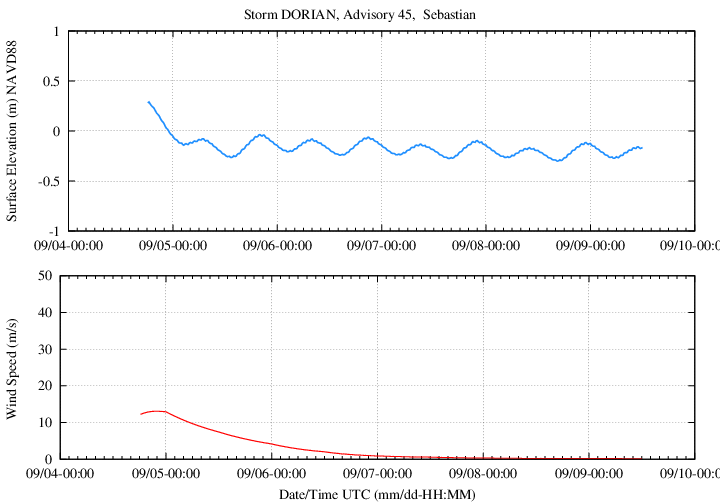 Storm DORIAN, Advisory 45,  Sebastian
Surface Elevation (m) NAVD88
1
0.5
0
-0.5
-1
09/04-00:00 09/05-00:00 09/06-00:00 09/07-00:00 09/08-00:00 09/09-00:00 09/10-00:0
Wind Speed (m/s)
50
40
30
20
10
0
09/04-00:00 09/05-00:00 09/06-00:00 09/07-00:00 09/08-00:00 09/09-00:00 09/10-00:0
Date/Time UTC (mm/dd-HH:MM)